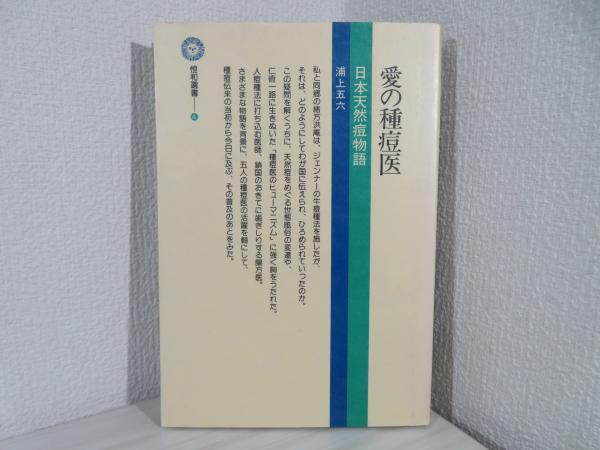 愛の種痘医
日本天然痘物語
浦上五六
私と同郷の緒方洪庵は、ジェンナーの牛痘種法を施したが、
それは、どのようにしてわが国に伝えられ、ひろめられていったのか。
この疑問を解くうちに、天然痘をめぐる世態風俗の変遷や、
仁術一路に生きぬいた「種痘医のヒューマニズム」に強く胸をうたれた。
人痘種法に打ち込む医師、鎖国のおきてに歯ぎしりする蘭方医。
さまざまな物語を背景に、五人の種痘医の活躍を軸にして、
種痘伝来の当初から今日に及ぶ、その普及のあとをみた。
恒和選書——4